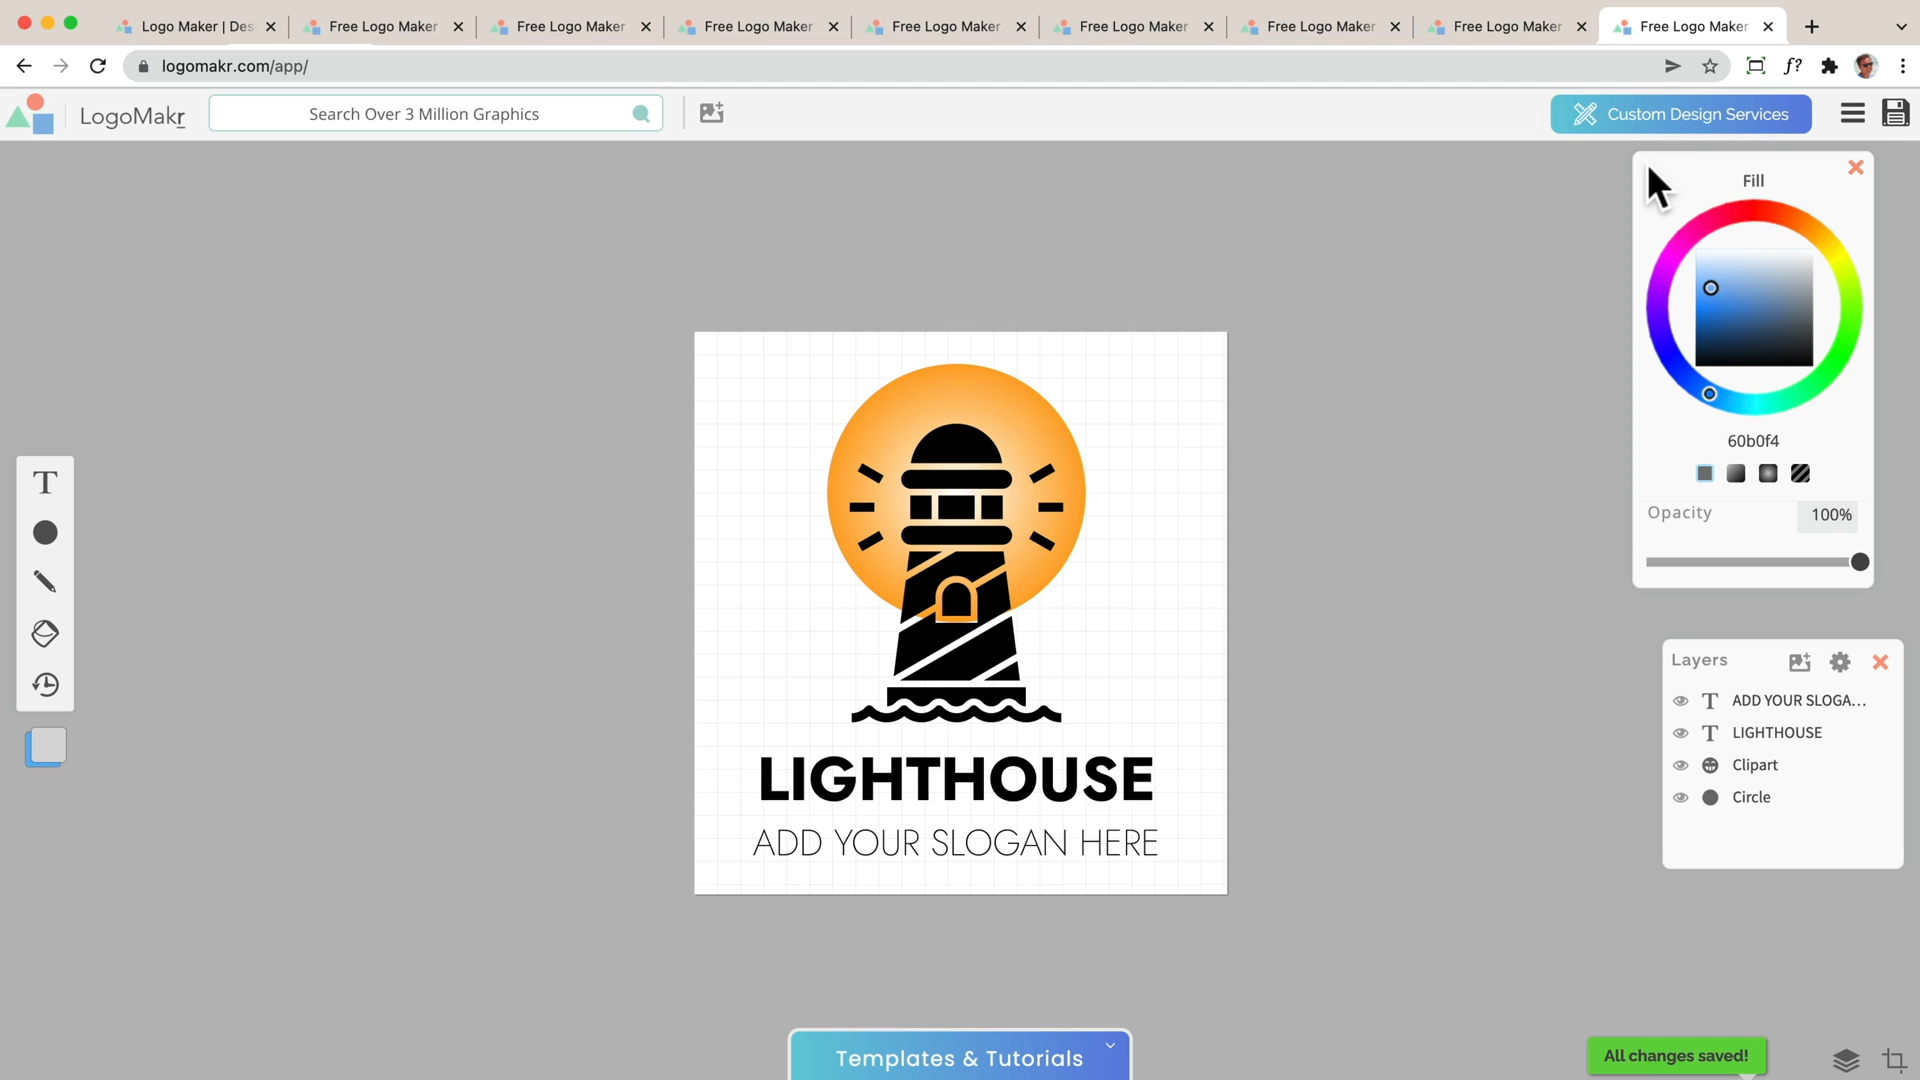 Logo Maker | Des
Free Logo Maker
Free Logo Maker
Free Logo Maker
Free Logo Maker
Free Logo Maker
Free Logo Maker
Free Logo Maker
Free Logo Maker
logomakr.com/app/
f?
LogoMakr
Search Over 3 Million Graphics
Custom Design Services
Fill
60b0f4
Opacity
100%
T
Layers
T ADD YOUR SLOGA...
T LIGHTHOUSE
Clipart
Circle
LIGHTHOUSE
ADD YOUR SLOGAN HERE
Templates & Tutorials
All changes saved!